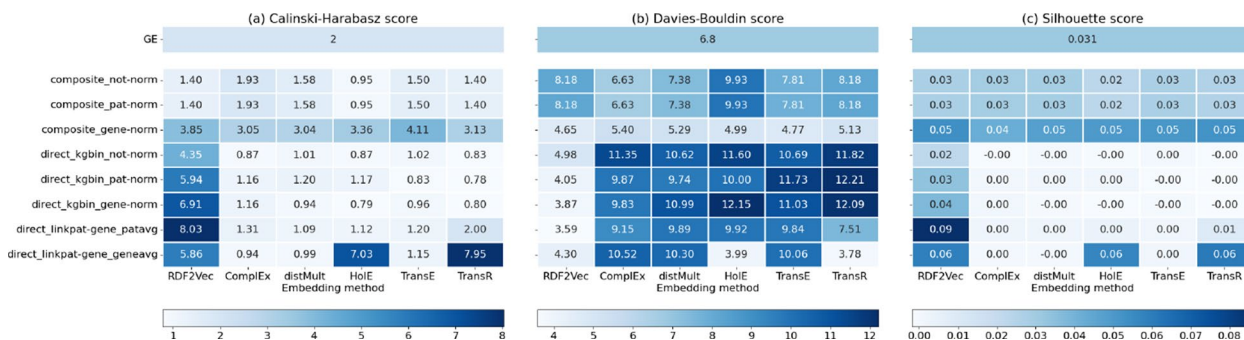 (a) Calinski-Harabasz score (b) Davies-Bouldin score (c) Silhouette score
GE 2 6.8 0.031
composite_not-norm 1.40 1.93 1.58 0.95 1.50 1.40 8.18 6.63 7.38 9.93 7.81 8.18 0.03 0.03 0.03 0.02 0.03 0.03
composite_pat-norm 1.40 1.93 1.58 0.95 1.50 1.40 8.18 6.63 7.38 9.93 7.81 8.18 0.03 0.03 0.03 0.02 0.03 0.03
composite_gene-norm 3.85 3.05 3.04 3.36 4.11 3.13 4.65 5.40 5.29 4.99 4.77 5.13 0.05 0.04 0.05 0.05 0.05 0.05
direct_kgbin_not-norm 4.35 0.87 1.01 0.87 1.02 0.83 4.98 11.35 10.62 11.60 10.69 11.82 0.02 -0.00 -0.00 -0.00 0.00 -0.00
direct_kgbin_pat-norm 5.94 1.16 1.20 1.17 0.83 0.78 4.05 9.87 9.74 10.00 11.73 12.21 0.03 0.00 0.00 0.00 -0.00 -0.00
direct_kgbin_gene-norm 6.91 1.16 0.94 0.79 0.96 0.80 3.87 9.83 10.99 12.15 11.03 12.09 0.04 0.00 0.00 -0.00 0.00 -0.00
direct_linkpat-gene_patavg 8.03 1.31 1.09 1.12 1.20 2.00 3.59 9.15 9.89 9.92 9.84 7.51 0.09 0.00 0.00 0.00 0.00 0.01
direct_linkpat-gene_geneavg 5.86 0.94 0.99 7.03 1.15 7.95 4.30 10.52 10.30 3.99 10.06 3.78 0.06 0.00 -0.00 0.06 0.00 0.06
RDF2Vec ComplEx distMult HolE TransE TransR RDF2Vec ComplEx distMult HolE TransE TransR RDF2Vec ComplEx distMult HolE TransE TransR
Embedding method Embedding method Embedding method
1 2 3 4 5 6 7 8 4 5 6 7 8 9 10 11 12 0.00 0.01 0.02 0.03 0.04 0.05 0.06 0.07 0.08